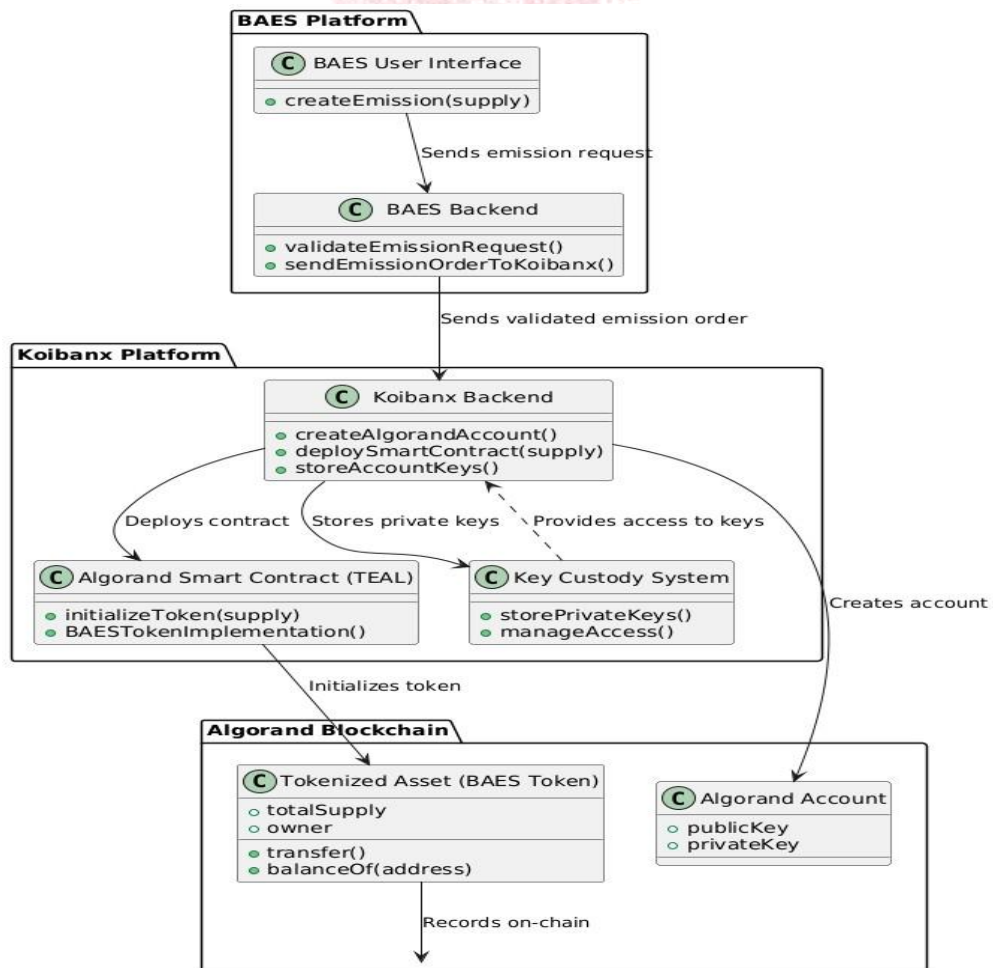 BAES Platform
C BAES User Interface
createEmission(supply)
Sends emission request
C BAES Backend
validateEmissionRequest()
sendEmissionOrderToKoibanx()
Sends validated emission order
Koibanx Platform
C Koibanx Backend
createAlgorandAccount()
deploySmartContract(supply)
storeAccountKeys()
Deploys contract
Stores private keys
Provides access to keys
Creates account
C Algorand Smart Contract (TEAL)
initializeToken(supply)
BAESTokenImplementation()
C Key Custody System
storePrivateKeys()
manageAccess()
Initializes token
Algorand Blockchain
C Tokenized Asset (BAES Token)
totalSupply
owner
transfer()
balanceOf(address)
C Algorand Account
publicKey
privateKey
Records on-chain